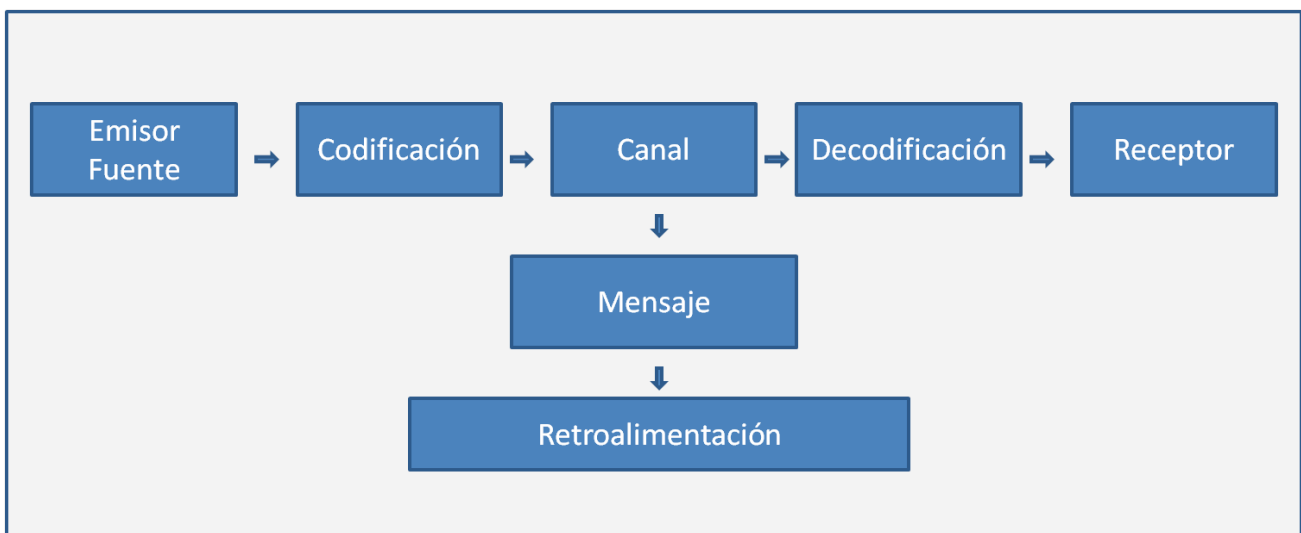 Emisor
Fuente
Codificación
Canal
Decodificación
Receptor
Mensaje
Retroalimentación